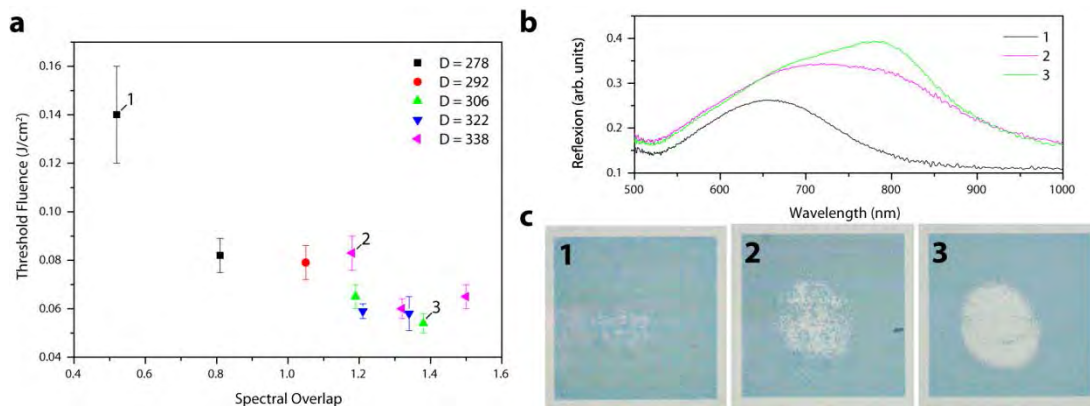 a
Threshold Fluence (J/cm²)
0.16
0.14
0.12
0.10
0.08
0.06
0.04
0.4 0.6 0.8 1.0 1.2 1.4 1.6
Spectral Overlap
D = 278
D = 292
D = 306
D = 322
D = 338
1
2
3
b
Reflexion (arb. units)
0.4
0.3
0.2
0.1
500 600 700 800 900 1000
Wavelength (nm)
1
2
3
c
1 2 3